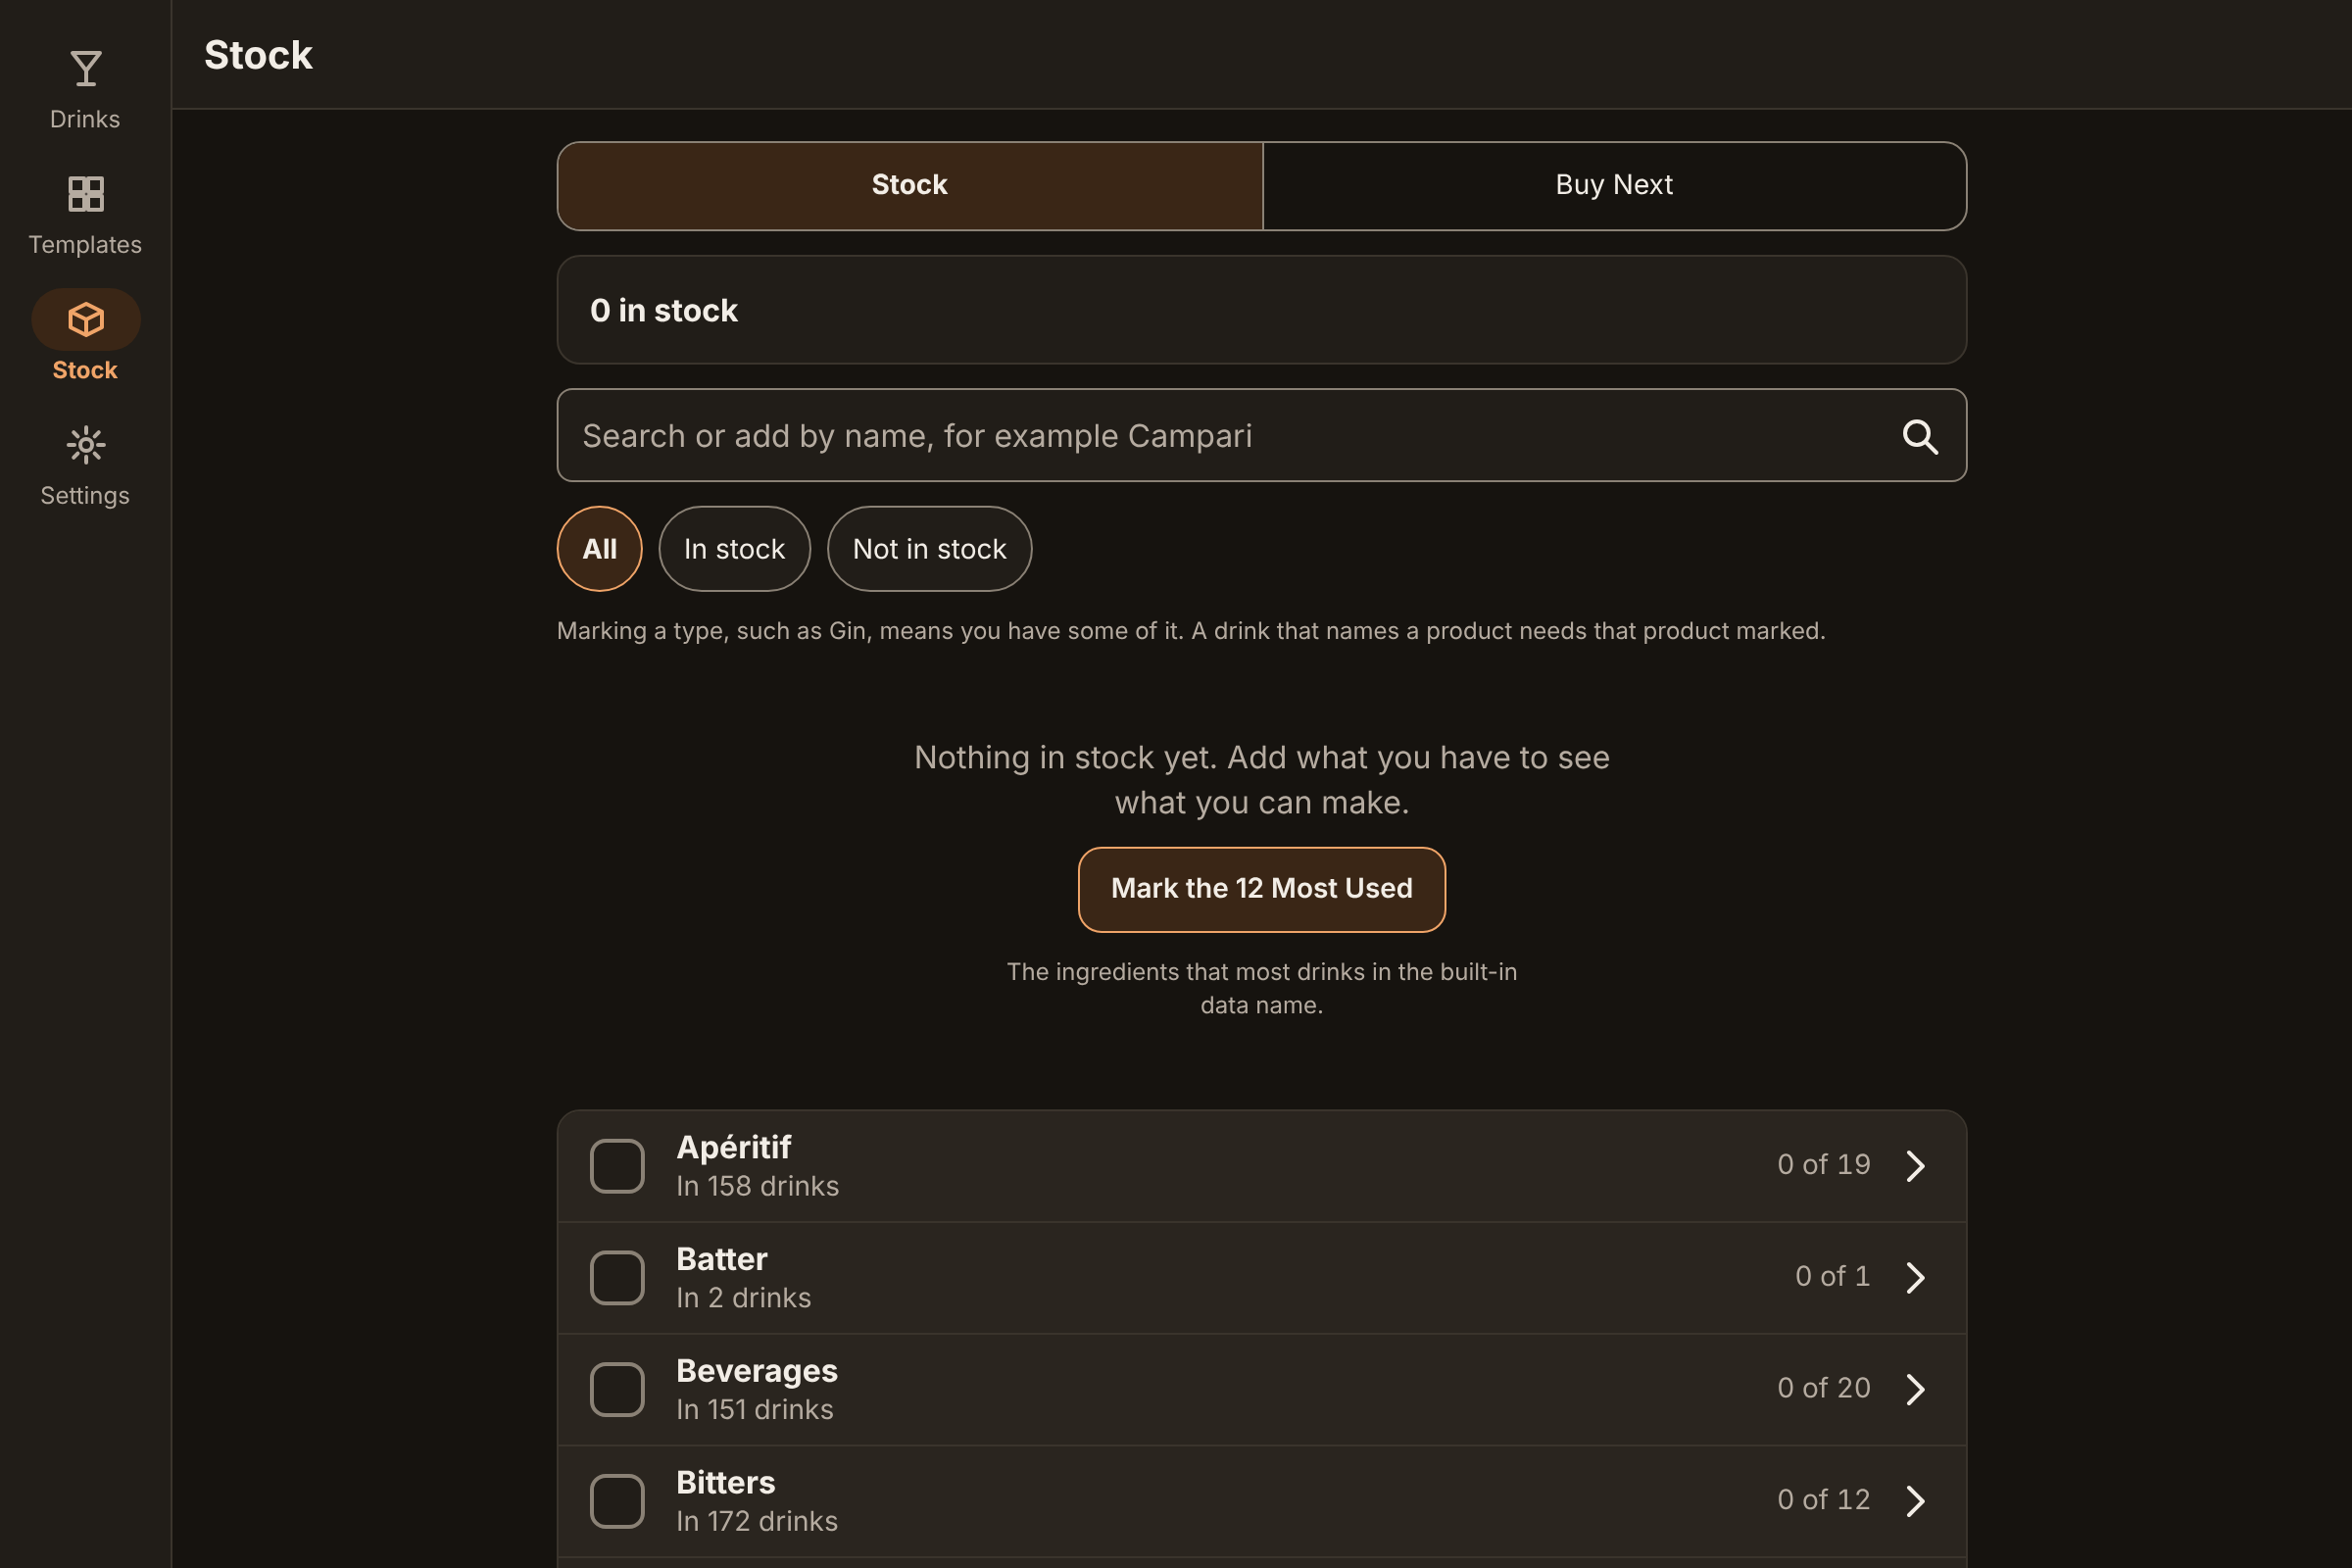 Drinks
Templates
Stock
Settings
Stock
Stock
Buy Next
0 in stock
Search or add by name, for example Campari
All
In stock
Not in stock
Marking a type, such as Gin, means you have some of it. A drink that names a product needs that product marked.
Nothing in stock yet. Add what you have to see
what you can make.
Mark the 12 Most Used
The ingredients that most drinks in the built-in
data name.
Apéritif
In 158 drinks
0 of 19
Batter
In 2 drinks
0 of 1
Beverages
In 151 drinks
0 of 20
Bitters
In 172 drinks
0 of 12